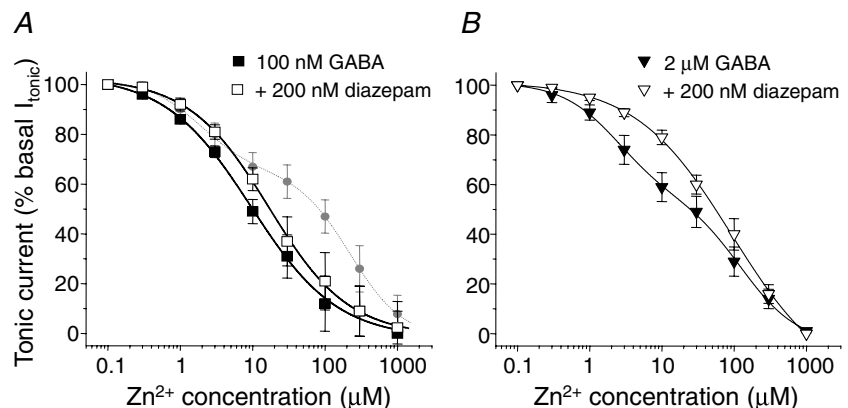 A
■ 100 nM GABA
□ + 200 nM diazepam
Tonic current (% basal I_tonic)
100
80
60
40
20
0
0.1 1 10 100 1000
Zn²⁺ concentration (μM)
B
▼ 2 μM GABA
▽ + 200 nM diazepam
100
80
60
40
20
0
0.1 1 10 100 1000
Zn²⁺ concentration (μM)